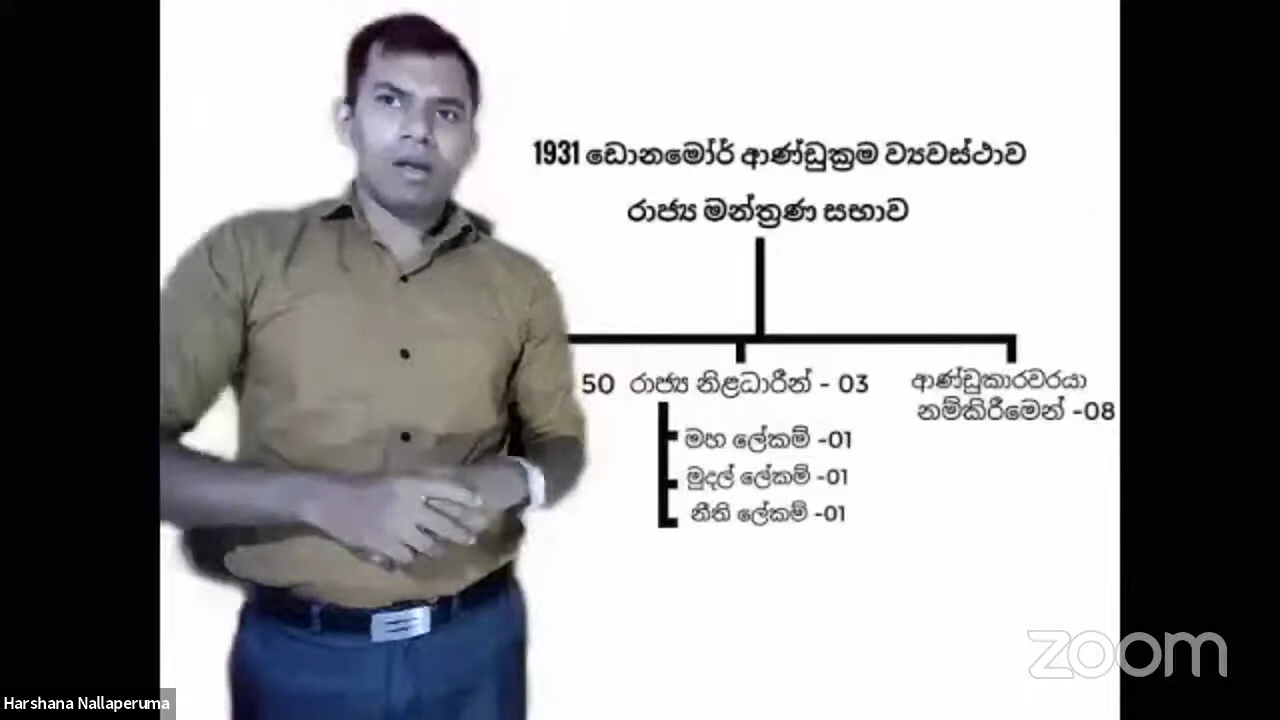 1931 ඩොනමෝර් ආණ්ඩුක්‍රම ව්‍යවස්ථාව
රාජ්‍ය මන්ත්‍රණ සභාව
50 රාජ්‍ය නිළධාරීන් - 03
ආණ්ඩුකාරවරයා
නම්කිරීමෙන් -08
මහ ලේකම් -01
මුදල් ලේකම් -01
නීති ලේකම් -01
zoom
Harshana Nallaperuma